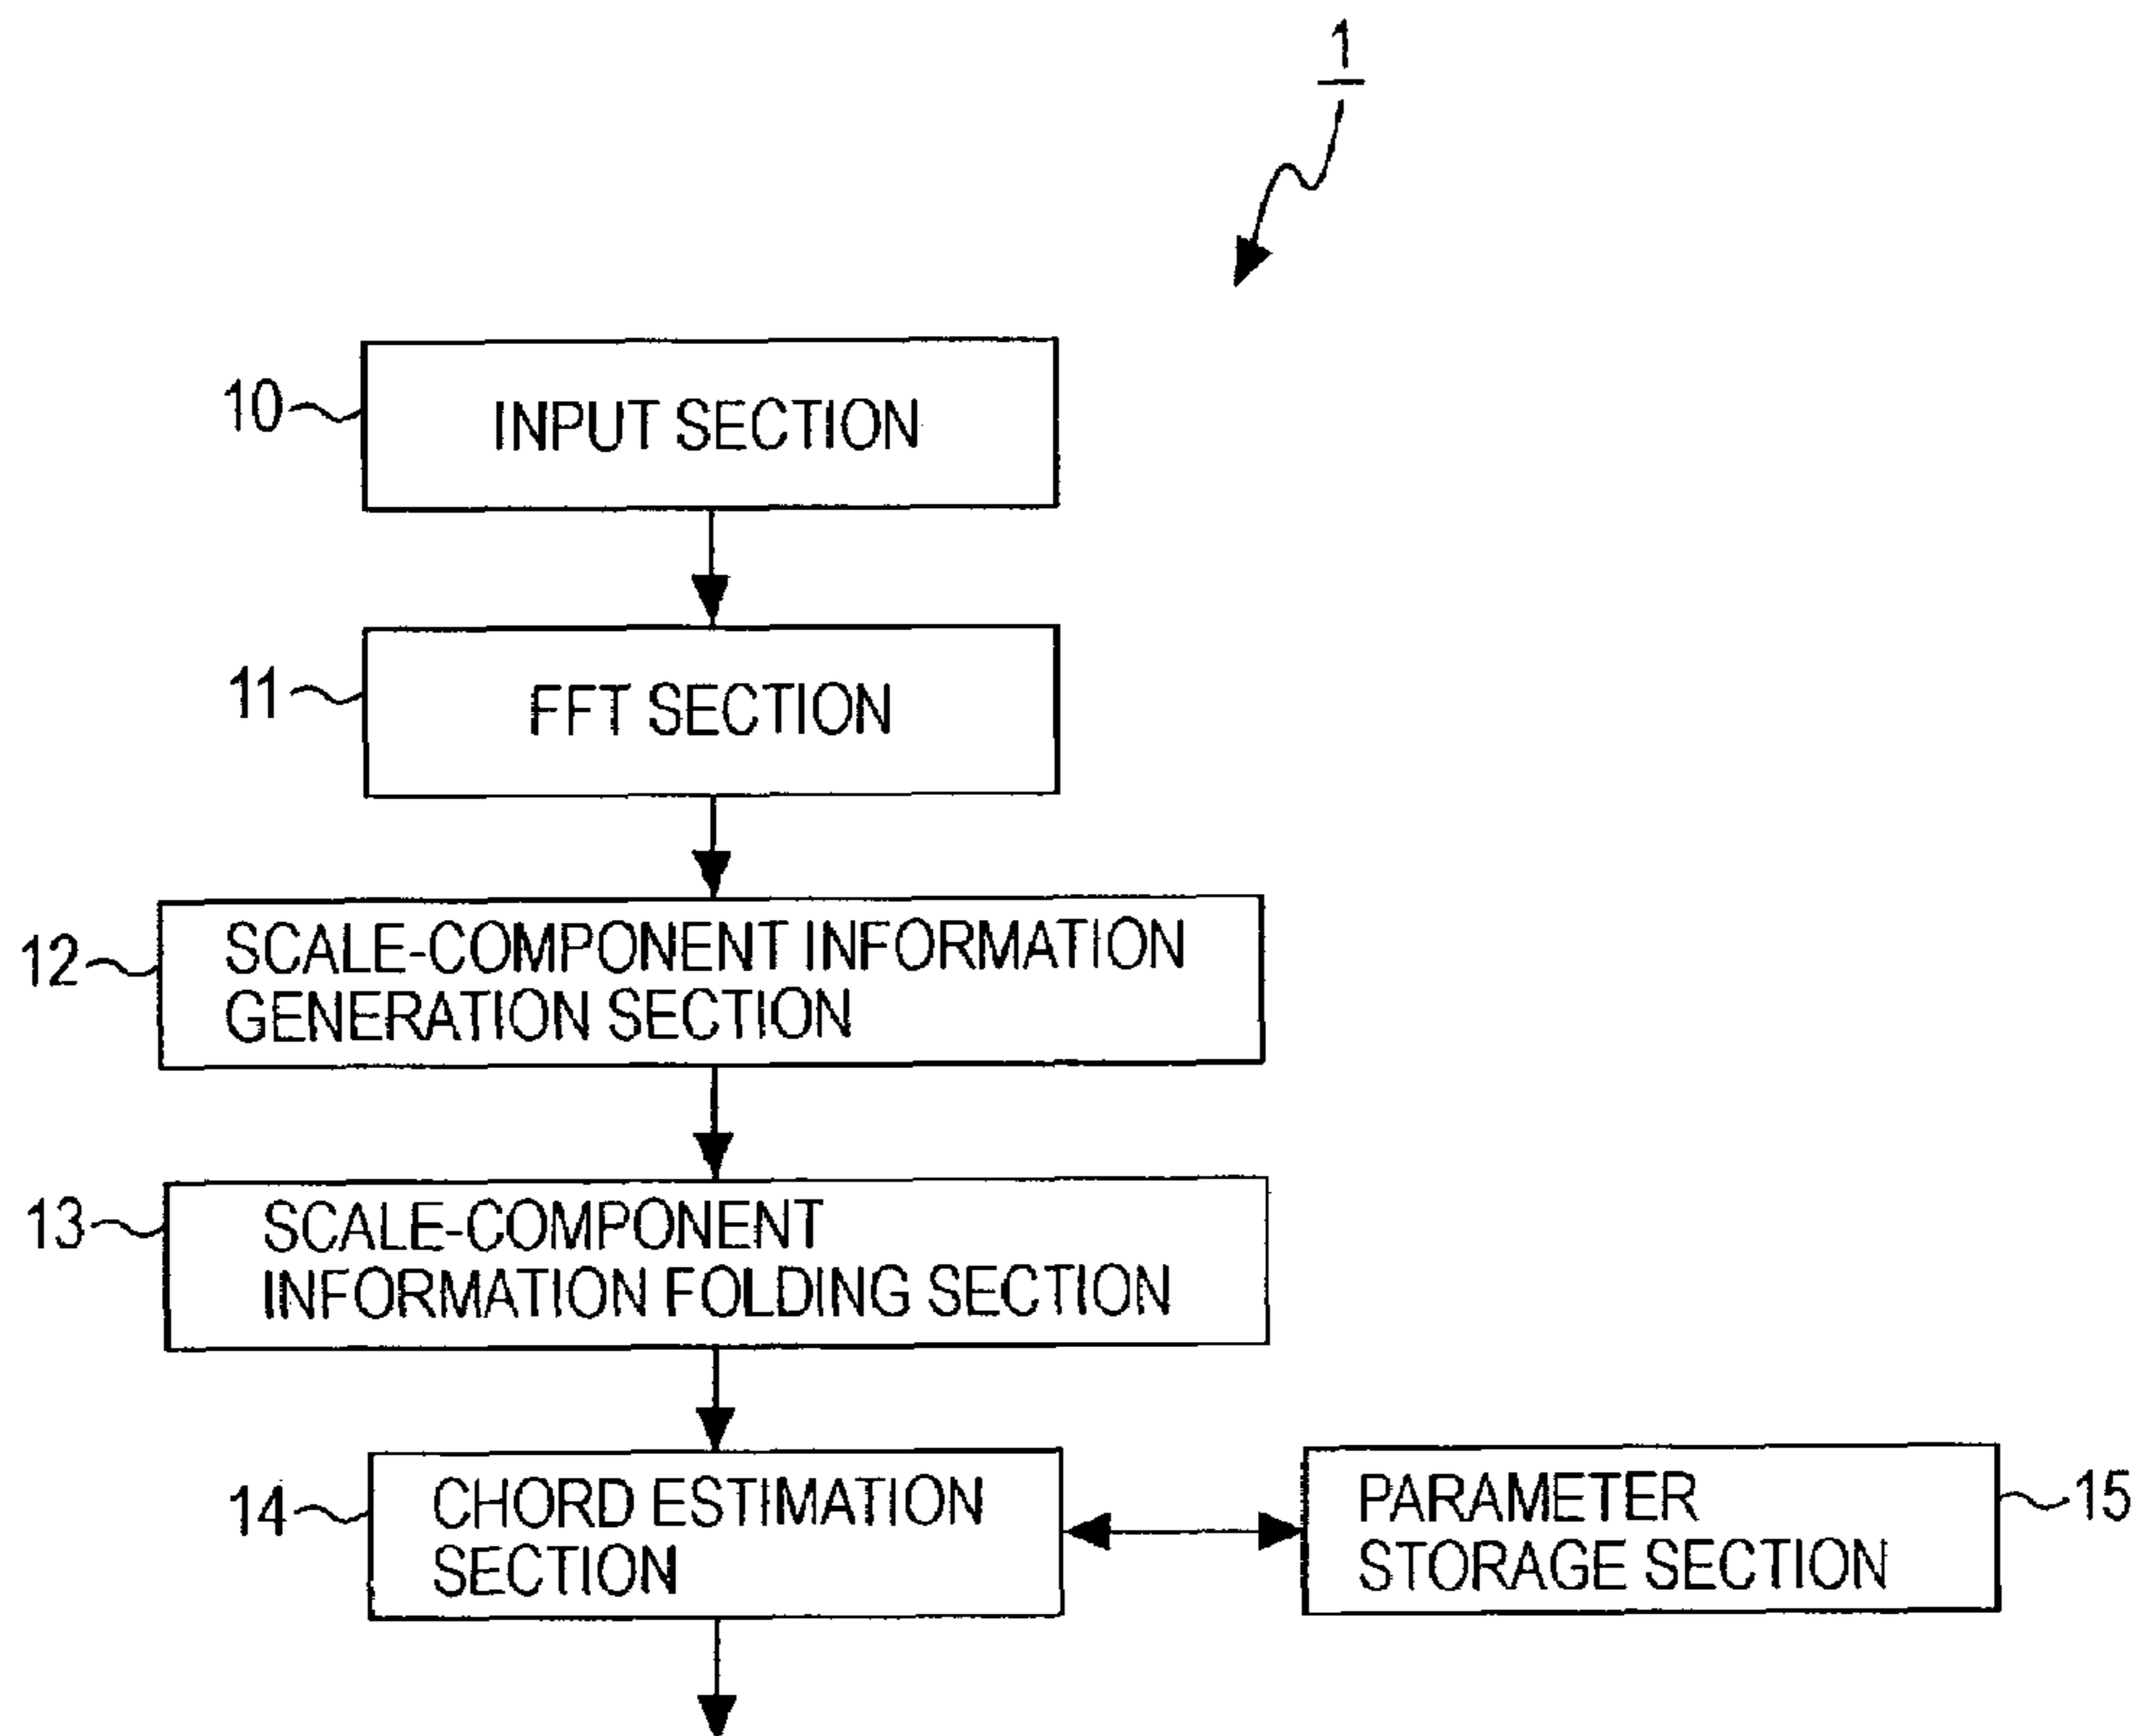 1
10
INPUT SECTION
11
FFT SECTION
12
SCALE-COMPONENT INFORMATION
GENERATION SECTION
13
SCALE-COMPONENT
INFORMATION FOLDING SECTION
14
CHORD ESTIMATION
SECTION
PARAMETER
STORAGE SECTION
15